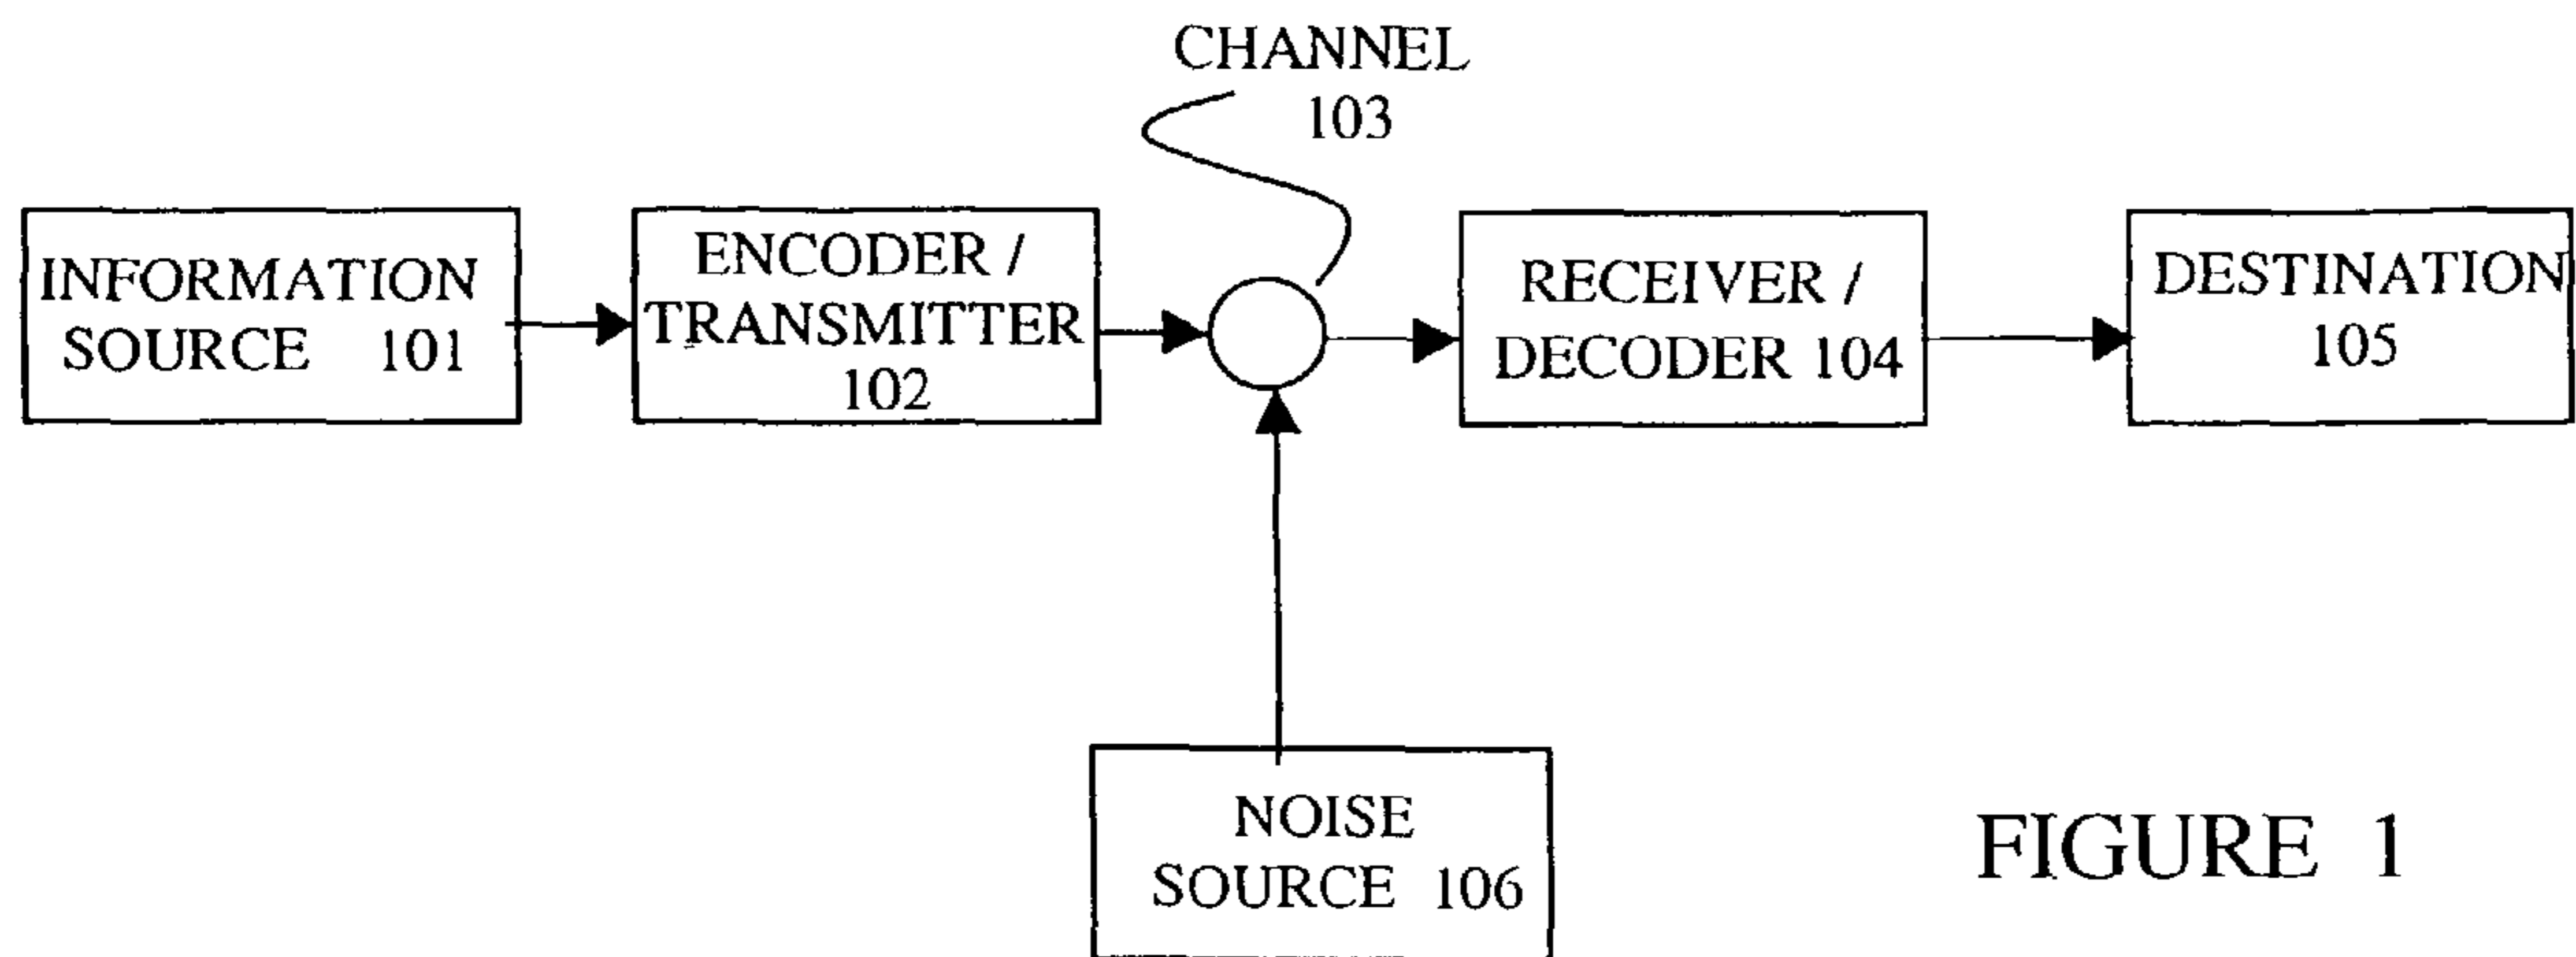 CHANNEL
103
INFORMATION
SOURCE 101
ENCODER /
TRANSMITTER
102
RECEIVER /
DECODER 104
DESTINATION
105
NOISE
SOURCE 106
FIGURE 1